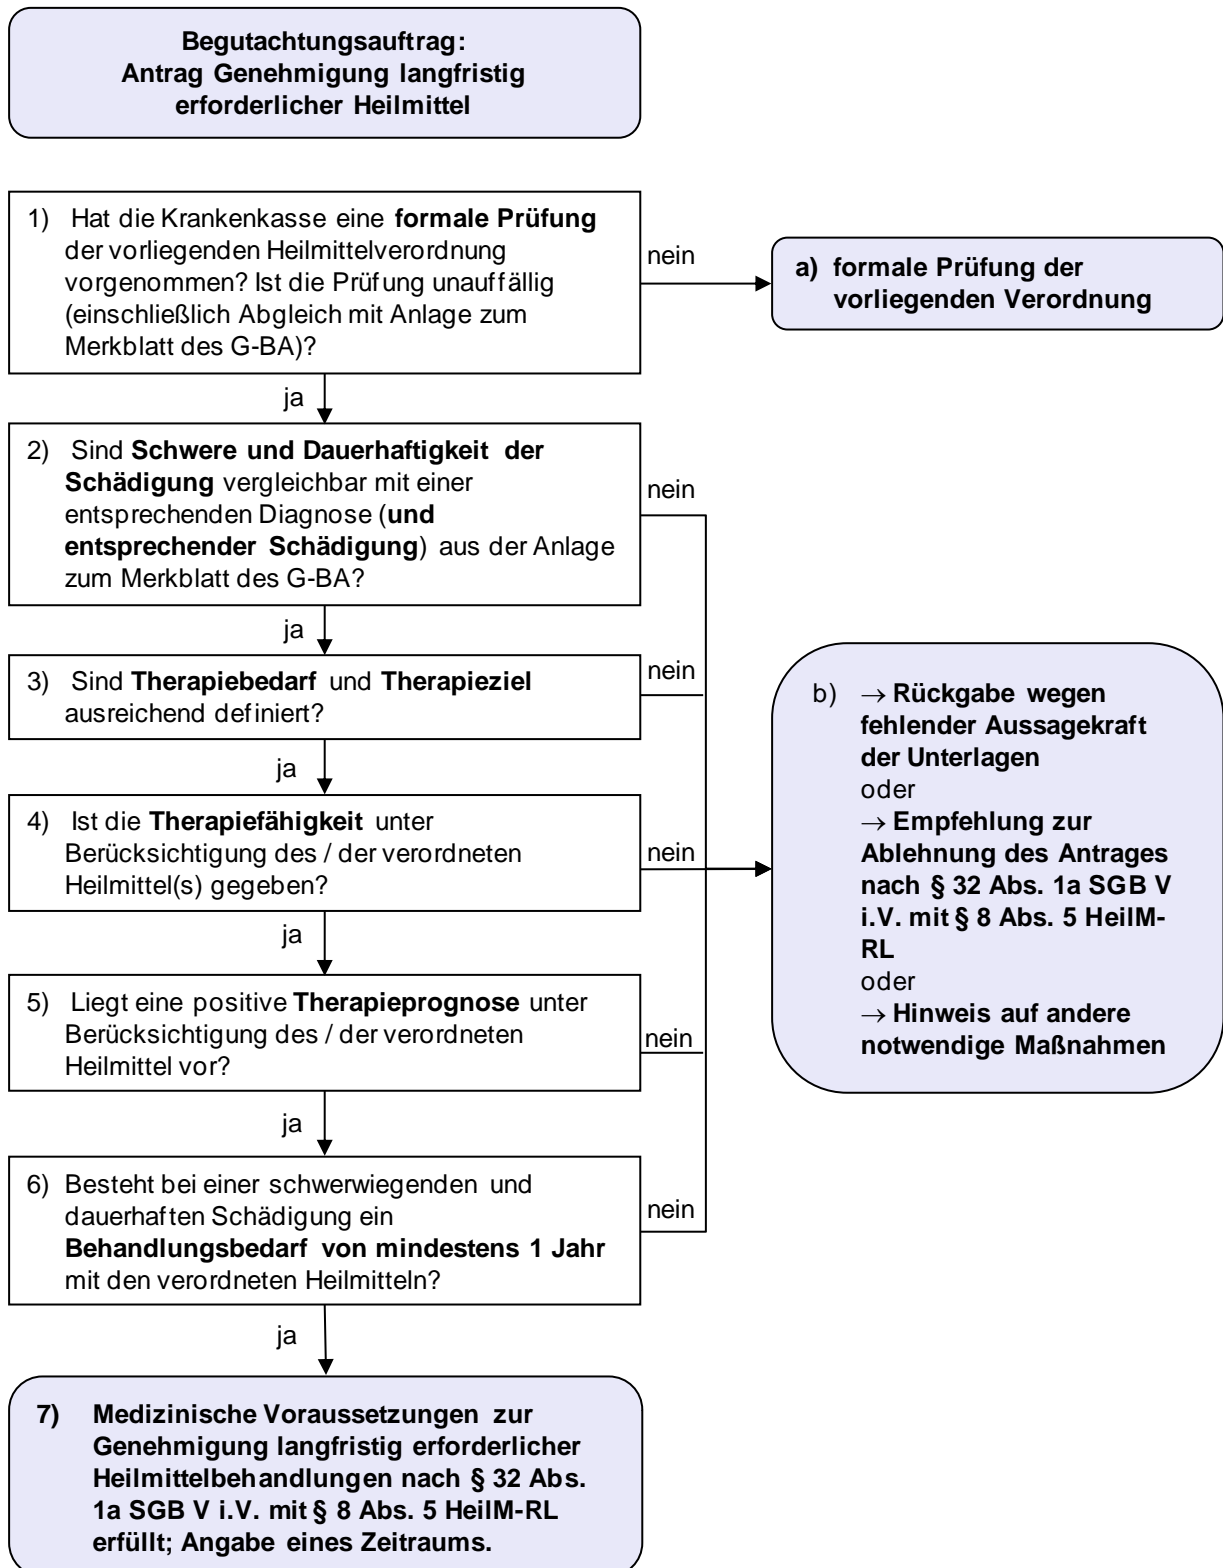 Begutachtungsauftrag:
Antrag Genehmigung langfristig
erforderlicher Heilmittel
1) Hat die Krankenkasse eine formale Prüfung
der vorliegenden Heilmittelverordnung
vorgenommen? Ist die Prüfung unauffällig
(einschließlich Abgleich mit Anlage zum
Merkblatt des G-BA)?
nein
a) formale Prüfung der
vorliegenden Verordnung
ja
2) Sind Schwere und Dauerhaftigkeit der
Schädigung vergleichbar mit einer
entsprechenden Diagnose (und
entsprechender Schädigung) aus der Anlage
zum Merkblatt des G-BA?
nein
ja
3) Sind Therapiebedarf und Therapieziel
ausreichend definiert?
nein
ja
4) Ist die Therapiefähigkeit unter
Berücksichtigung des / der verordneten
Heilmittel(s) gegeben?
nein
ja
5) Liegt eine positive Therapieprognose unter
Berücksichtigung des / der verordneten
Heilmittel vor?
nein
ja
6) Besteht bei einer schwerwiegenden und
dauerhaften Schädigung ein
Behandlungsbedarf von mindestens 1 Jahr
mit den verordneten Heilmitteln?
nein
b) → Rückgabe wegen
fehlender Aussagekraft
der Unterlagen
oder
→ Empfehlung zur
Ablehnung des Antrages
nach § 32 Abs. 1a SGB V
i.V. mit § 8 Abs. 5 HeilM-
RL
oder
→ Hinweis auf andere
notwendige Maßnahmen
ja
7) Medizinische Voraussetzungen zur
Genehmigung langfristig erforderlicher
Heilmittelbehandlungen nach § 32 Abs.
1a SGB V i.V. mit § 8 Abs. 5 HeilM-RL
erfüllt; Angabe eines Zeitraums.